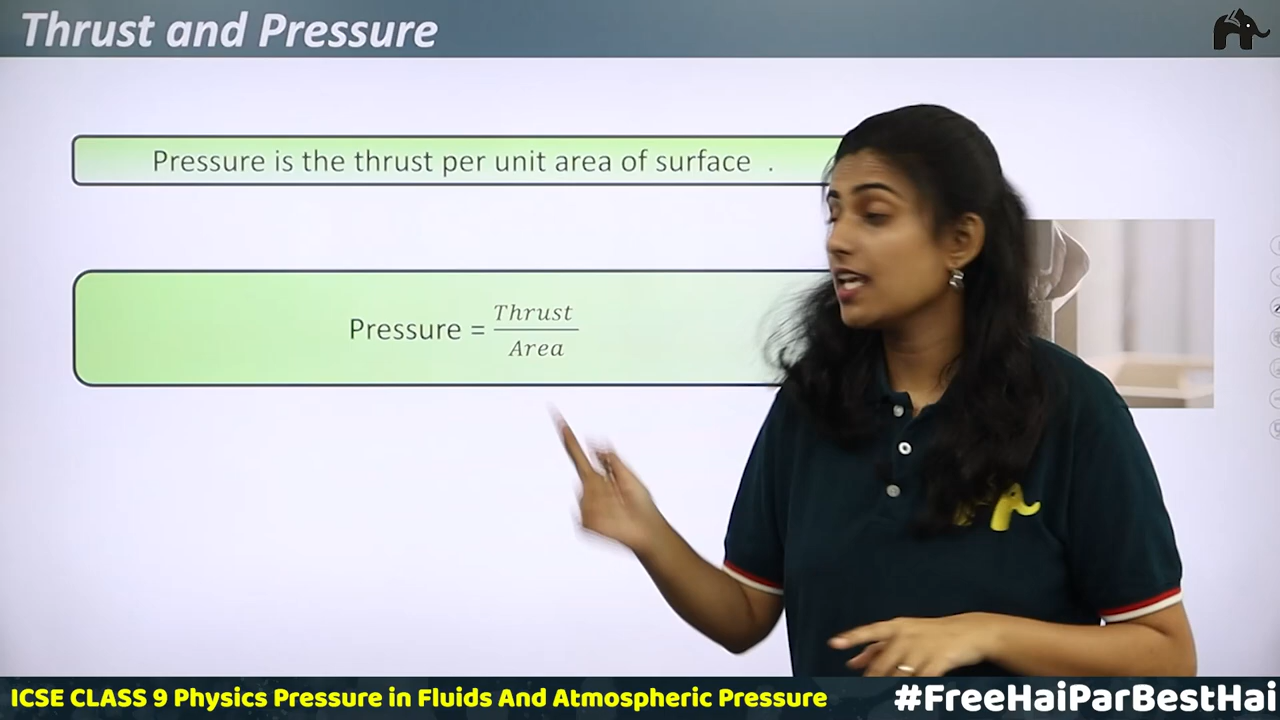 Thrust and Pressure
Pressure is the thrust per unit area of surface .
Pressure = Thrust
Area
ICSE CLASS 9 Physics Pressure in Fluids And Atmospheric Pressure
#FreeHaiParBestHai